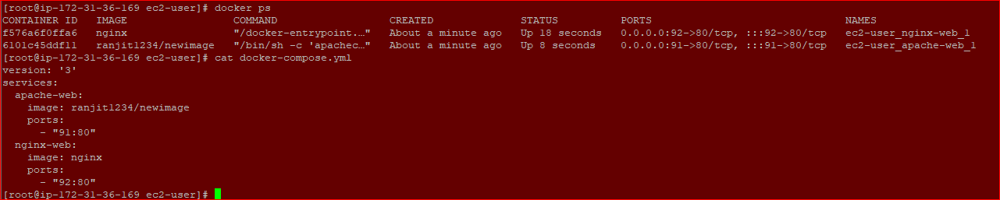 [root@ip-172-31-36-169 ec2-user]# docker ps
CONTAINER ID   IMAGE                 COMMAND                  CREATED              STATUS          PORTS                               NAMES
f576a6f0ffa6   nginx                 "/docker-entrypoint.…"   About a minute ago   Up 18 seconds   0.0.0.0:92->80/tcp, :::92->80/tcp   ec2-user_nginx-web_1
6101c45ddf11   ranjit1234/newimage   "/bin/sh -c 'apachec…"   About a minute ago   Up 8 seconds    0.0.0.0:91->80/tcp, :::91->80/tcp   ec2-user_apache-web_1
[root@ip-172-31-36-169 ec2-user]# cat docker-compose.yml
version: '3'
services:
  apache-web:
    image: ranjit1234/newimage
    ports:
      - "91:80"
  nginx-web:
    image: nginx
    ports:
      - "92:80"
[root@ip-172-31-36-169 ec2-user]#